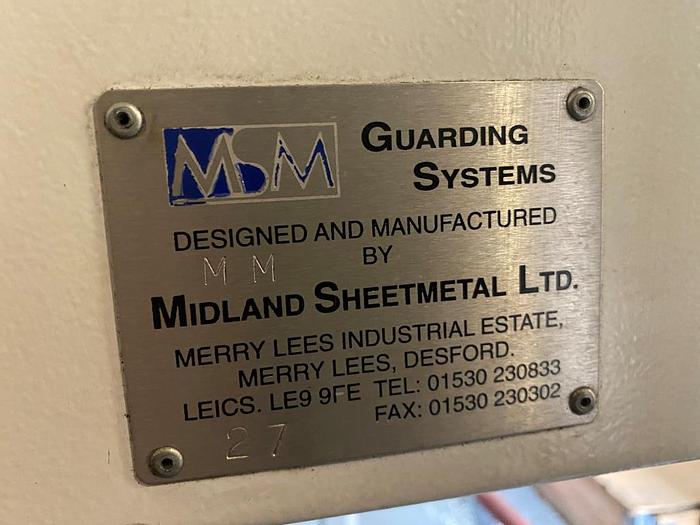 MSM GUARDING
SYSTEMS
DESIGNED AND MANUFACTURED
BY
M M
MIDLAND SHEETMETAL LTD.
MERRY LEES INDUSTRIAL ESTATE,
MERRY LEES, DESFORD.
LEICS. LE9 9FE TEL: 01530 230833
FAX: 01530 230302
27